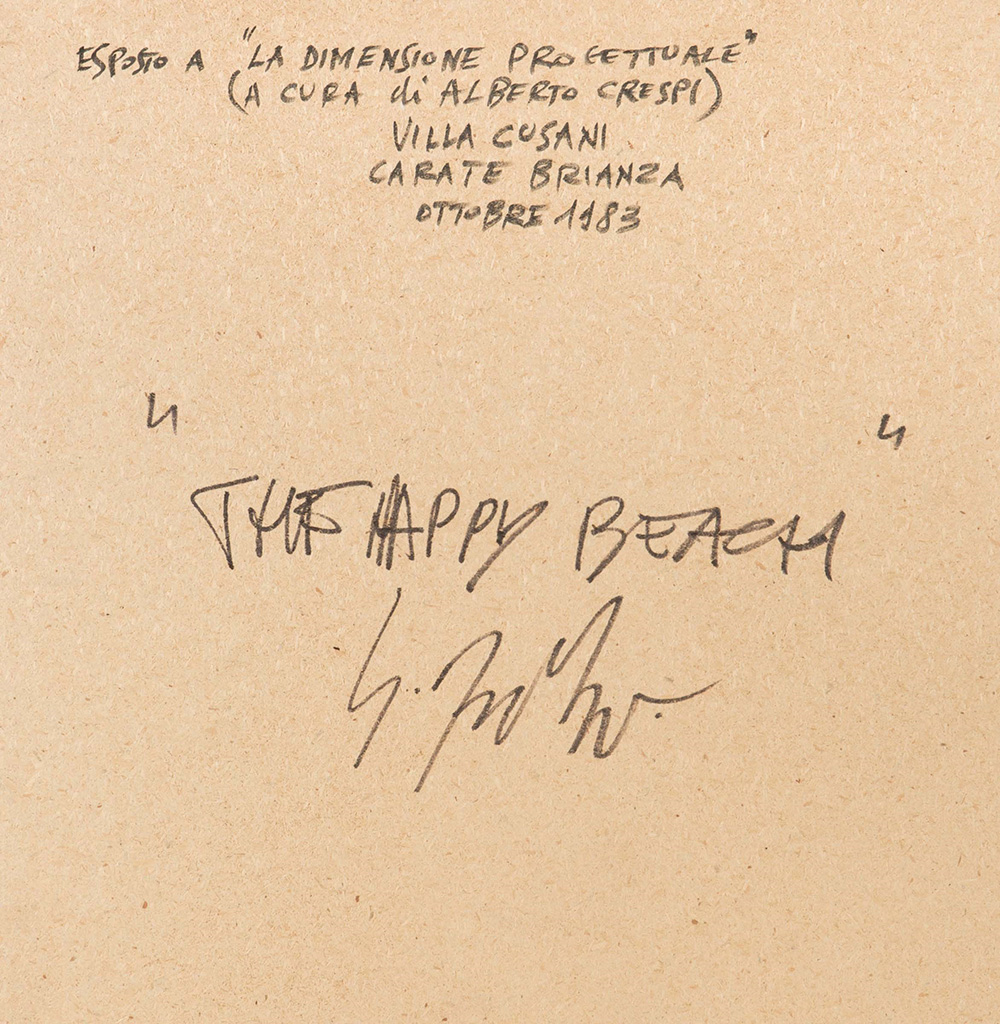 ESPOSTO A "LA DIMENSIONE PROGETTUALE"
(A CURA di ALBERTO CRESPI)
VILLA CUSANI
CARATE BRIANZA
OTTOBRE 1983
"THE HAPPY BEACH"